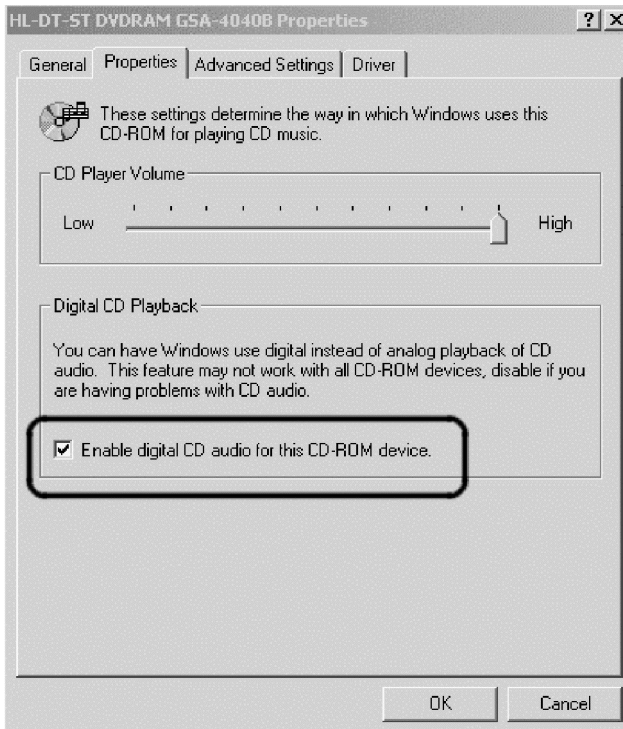 HL-DT-ST DVDRAM GSA-4040B Properties
General Properties Advanced Settings Driver
These settings determine the way in which Windows uses this
CD-ROM for playing CD music.
CD Player Volume
Low High
Digital CD Playback
You can have Windows use digital instead of analog playback of CD
audio. This feature may not work with all CD-ROM devices, disable if you
are having problems with CD audio.
Enable digital CD audio for this CD-ROM device.
OK Cancel